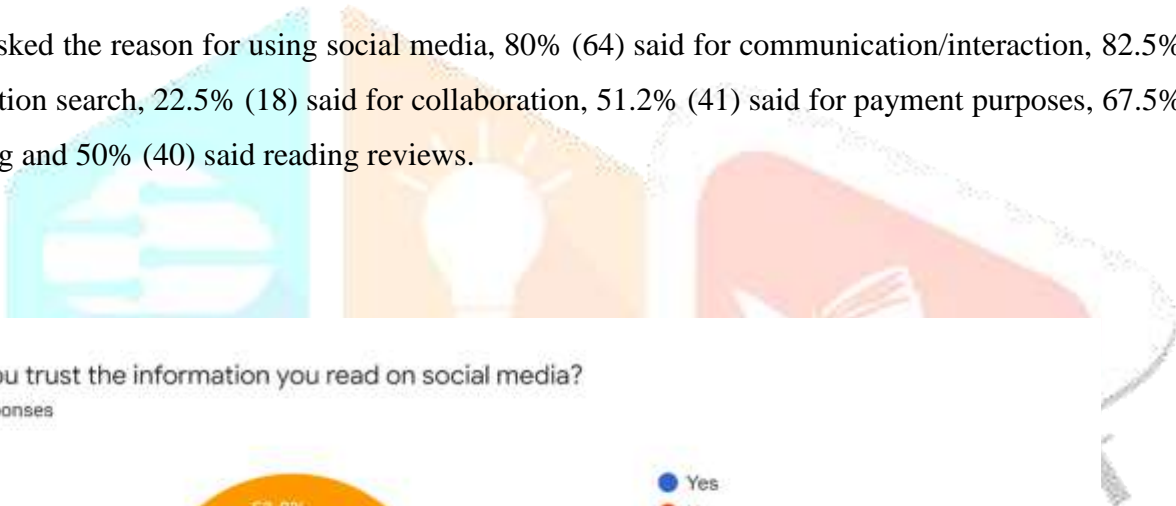 sked the reason for using social media, 80% (64) said for communication/interaction, 82.5%
tion search, 22.5% (18) said for collaboration, 51.2% (41) said for payment purposes, 67.5%
g and 50% (40) said reading reviews.
ou trust the information you read on social media?
onses
Yes